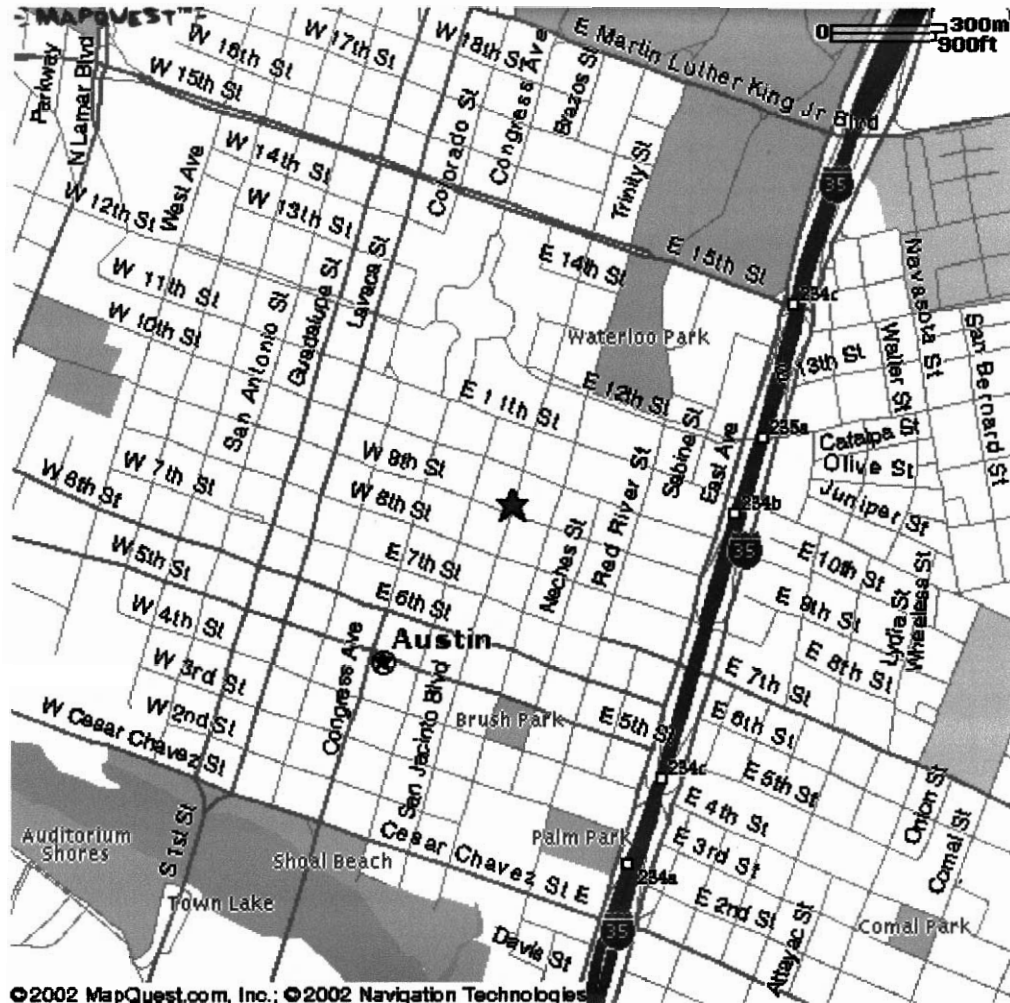 MAPQUEST™
0 300m
900ft
W 16th St
W 17th St
W 18th St
Congress Ave
Brazos St
E Martin Luther King Jr Blvd
Parkway
N Lamar Blvd
W 15th St
W 14th St
W 13th St
Colorado St
Trinity St
35
W 12th St
West Ave
Lavaca St
Guadalupe St
San Antonio St
E 14th St
E 15th St
234c
Navasota St
Walter St
San Bernard St
W 11th St
W 10th St
Waterloo Park
13th St
E 11th St
E 12th St
235a
Catalpa St
Olive St
Juniper St
W 9th St
W 8th St
W 7th St
W 6th St
W 5th St
Sabine St
East Ave
Red River St
Neches St
234b
35
E 10th St
E 9th St
E 8th St
Lydia St
Wheeless St
E 7th St
E 6th St
W 4th St
W 3rd St
W 2nd St
Congress Ave
Austin
San Jacinto Blvd
Brush Park
E 5th St
E 7th St
E 6th St
E 5th St
234c
W Cesar Chavez St
E 4th St
E 3rd St
E 2nd St
Onion St
Comal St
Auditorium
Shores
S 1st St
Shoal Beach
Cesar Chavez St E
Palm Park
234a
Town Lake
Davis St
35
Attayac St
Comal Park
©2002 MapQuest.com, Inc.; ©2002 Navigation Technologies